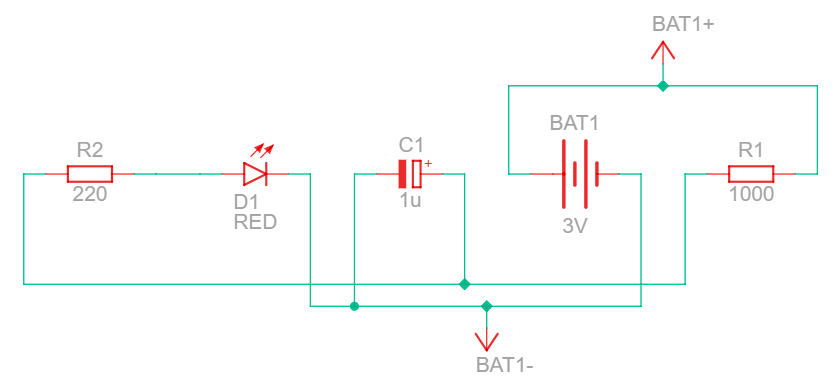 BAT1+
BAT1
R2
C1
+
R1
220
D1
RED
1u
3V
1000
BAT1-